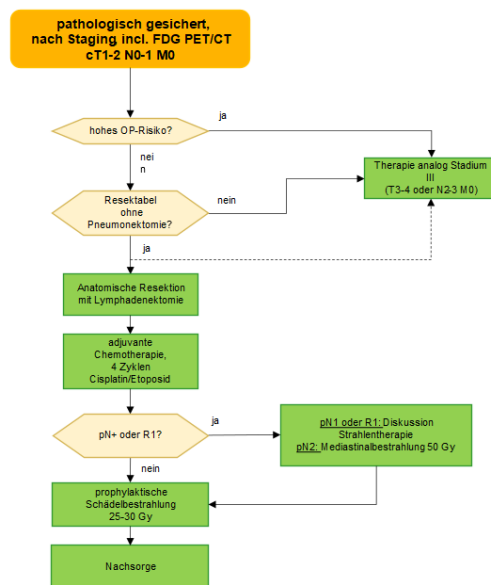 pathologisch gesichert,
nach Staging, incl. FDG PET/CT
cT1-2 N0-1 M0
hohes OP-Risiko?
ja
nei
n
Therapie analog Stadium
III
(T3-4 oder N2-3 M0)
Resektabel
ohne
Pneumonektomie?
nein
ja
Anatomische Resektion
mit Lymphadenektomie
adjuvante
Chemotherapie,
4 Zyklen
Cisplatin/Etoposid
pN+ oder R1?
ja
pN1 oder R1: Diskussion
Strahlentherapie
pN2: Mediastinalbestrahlung 50 Gy
nein
prophylaktische
Schädelbestrahlung
25-30 Gy
Nachsorge